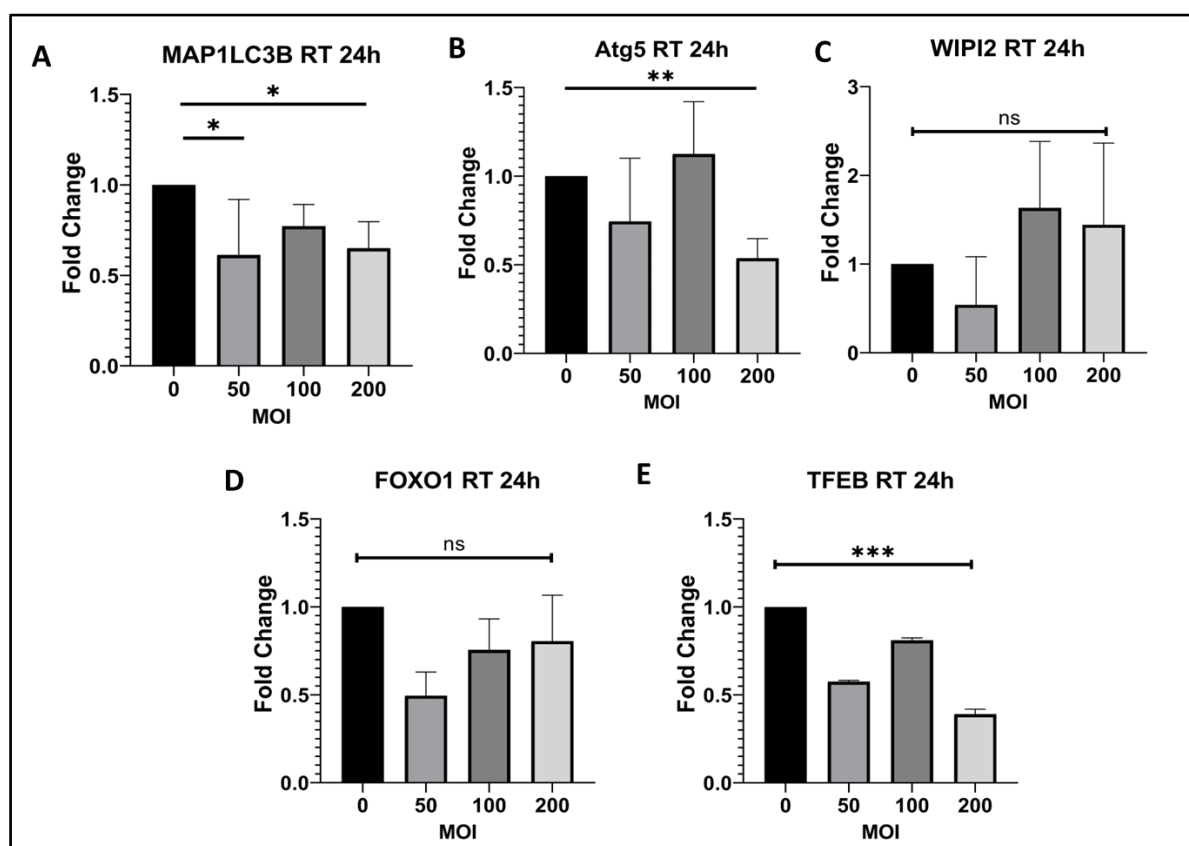 A
MAP1LC3B RT 24h
Fold Change
1.5
1.0
0.5
0.0
*
*
0 50 100 200
MOI
B
Atg5 RT 24h
Fold Change
1.5
1.0
0.5
0.0
**
0 50 100 200
MOI
C
WIPI2 RT 24h
Fold Change
3
2
1
0
ns
0 50 100 200
MOI
D
FOXO1 RT 24h
Fold Change
1.5
1.0
0.5
0.0
ns
0 50 100 200
MOI
E
TFEB RT 24h
Fold Change
1.5
1.0
0.5
0.0
***
0 50 100 200
MOI